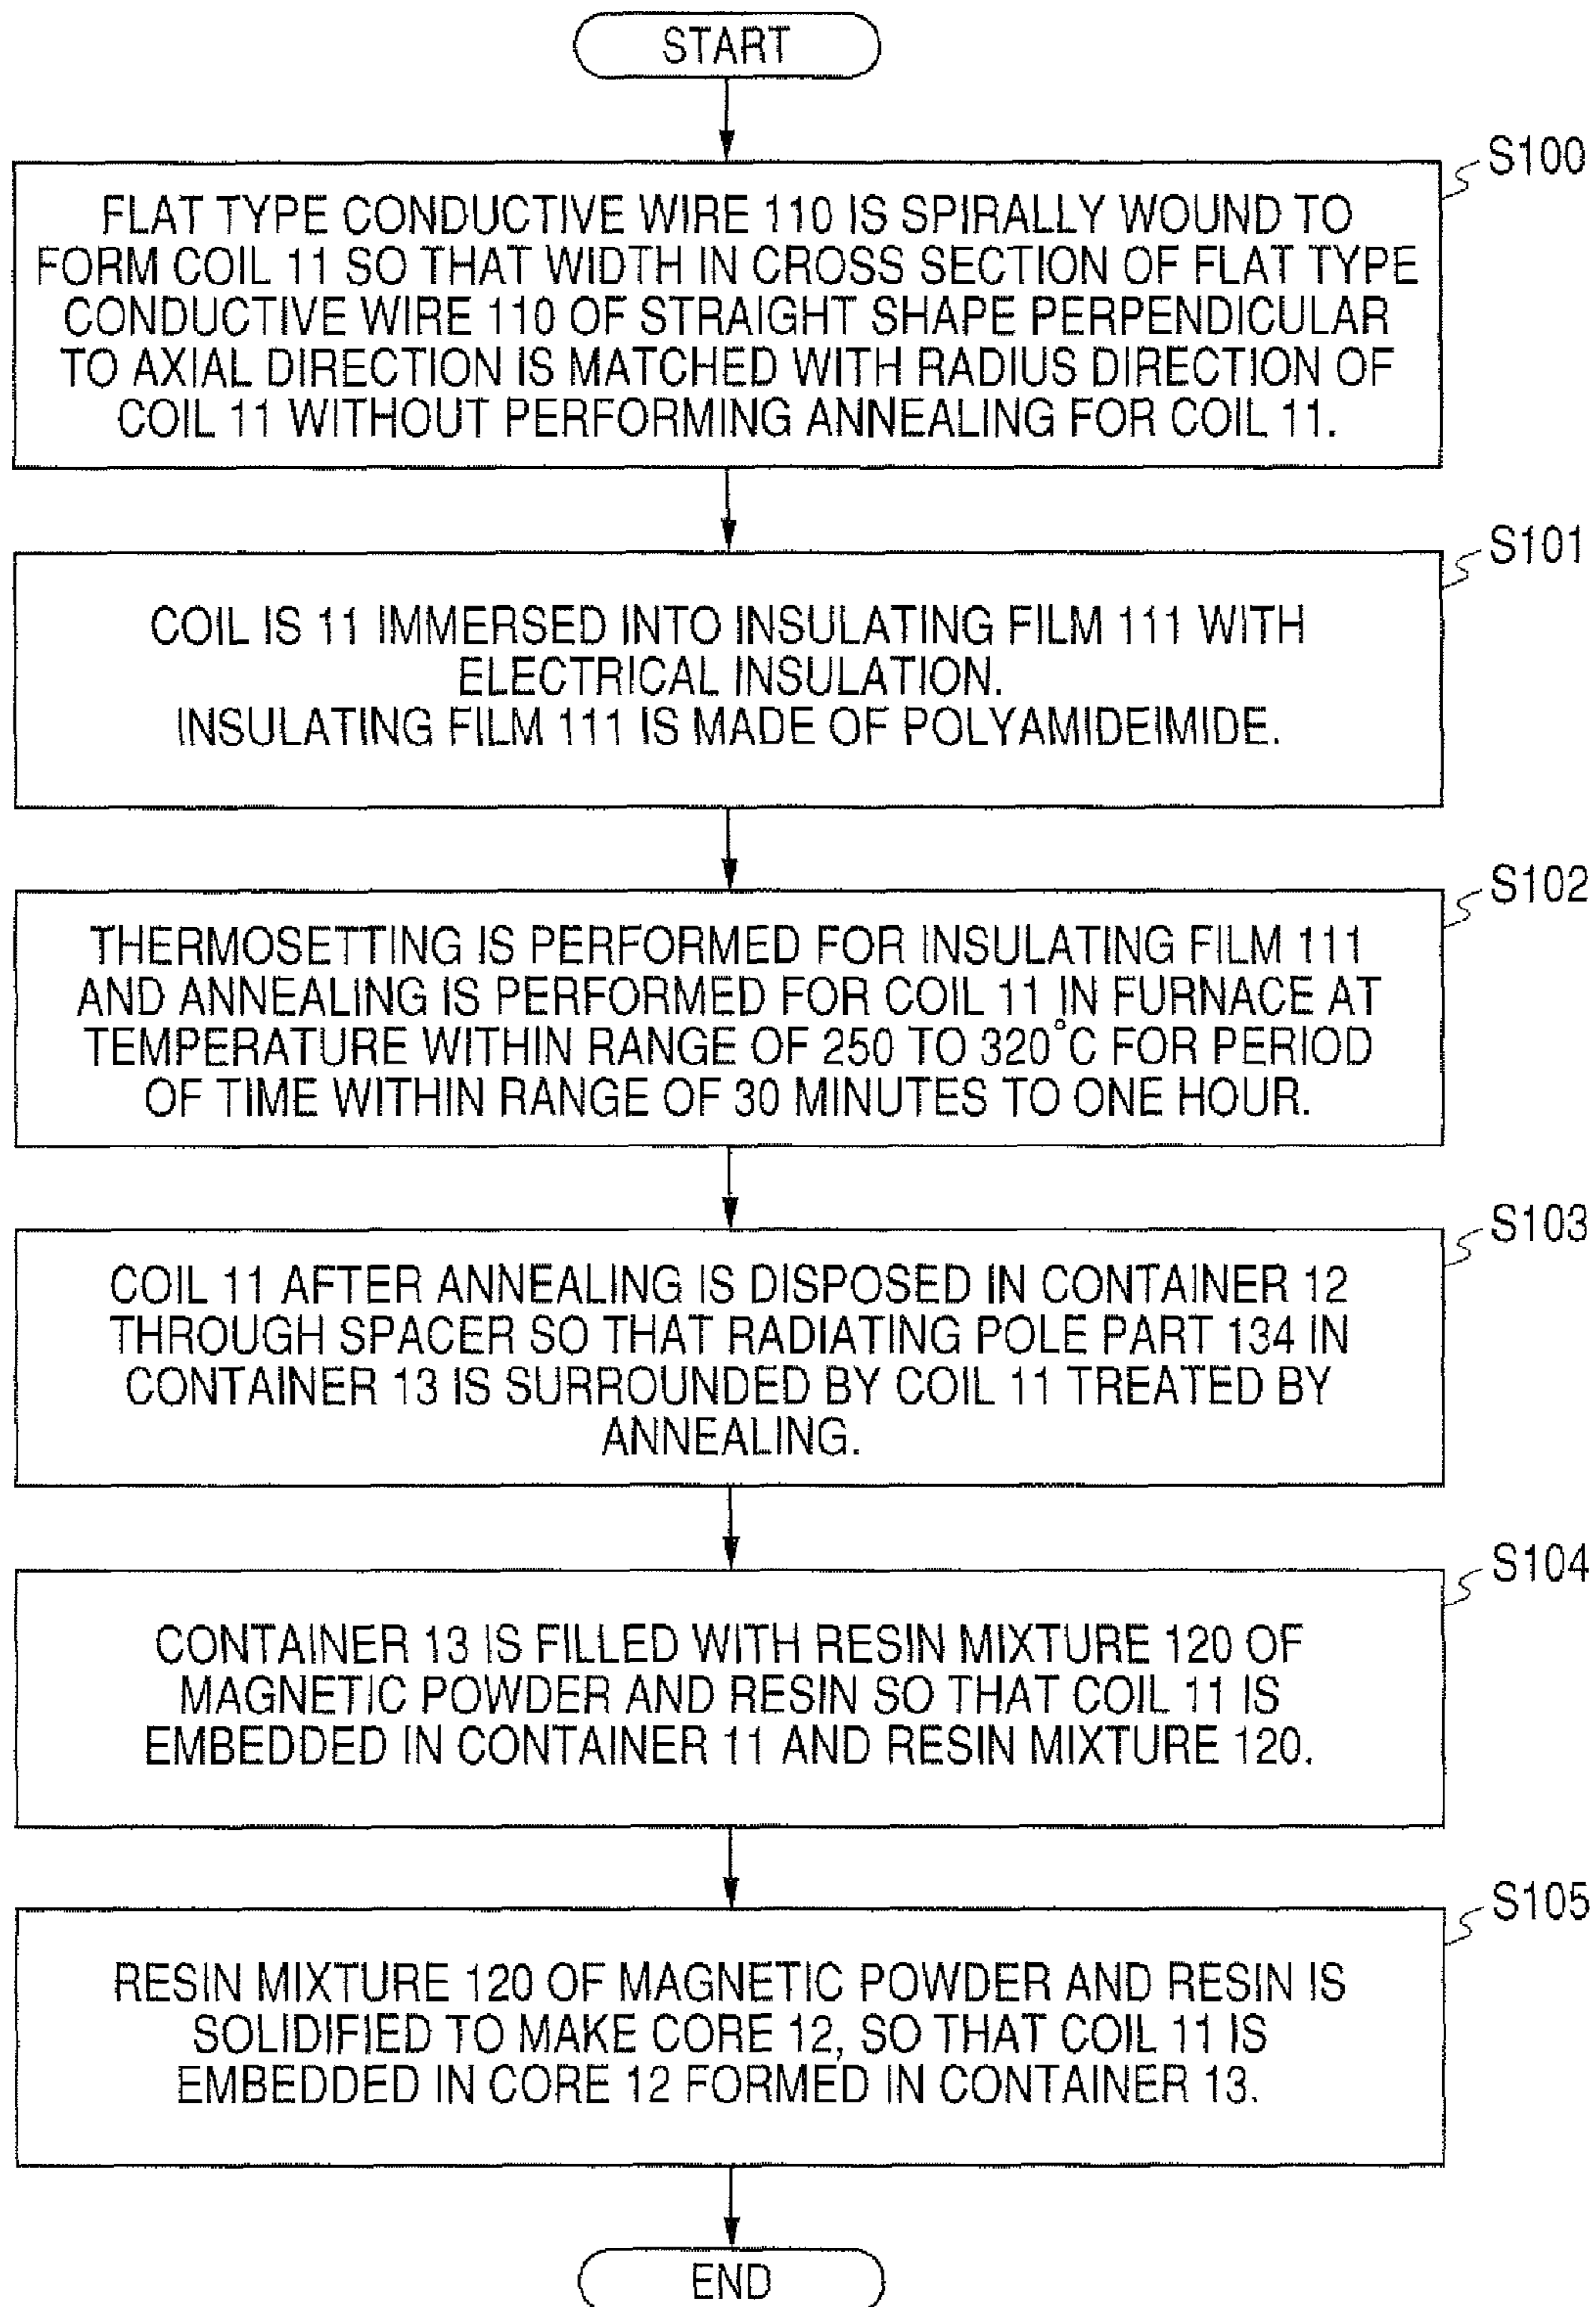 START
S100
FLAT TYPE CONDUCTIVE WIRE 110 IS SPIRALLY WOUND TO
FORM COIL 11 SO THAT WIDTH IN CROSS SECTION OF FLAT TYPE
CONDUCTIVE WIRE 110 OF STRAIGHT SHAPE PERPENDICULAR
TO AXIAL DIRECTION IS MATCHED WITH RADIUS DIRECTION OF
COIL 11 WITHOUT PERFORMING ANNEALING FOR COIL 11.
S101
COIL IS 11 IMMERSED INTO INSULATING FILM 111 WITH
ELECTRICAL INSULATION.
INSULATING FILM 111 IS MADE OF POLYAMIDEIMIDE.
S102
THERMOSETTING IS PERFORMED FOR INSULATING FILM 111
AND ANNEALING IS PERFORMED FOR COIL 11 IN FURNACE AT
TEMPERATURE WITHIN RANGE OF 250 TO 320°C FOR PERIOD
OF TIME WITHIN RANGE OF 30 MINUTES TO ONE HOUR.
S103
COIL 11 AFTER ANNEALING IS DISPOSED IN CONTAINER 12
THROUGH SPACER SO THAT RADIATING POLE PART 134 IN
CONTAINER 13 IS SURROUNDED BY COIL 11 TREATED BY
ANNEALING.
S104
CONTAINER 13 IS FILLED WITH RESIN MIXTURE 120 OF
MAGNETIC POWDER AND RESIN SO THAT COIL 11 IS
EMBEDDED IN CONTAINER 11 AND RESIN MIXTURE 120.
S105
RESIN MIXTURE 120 OF MAGNETIC POWDER AND RESIN IS
SOLIDIFIED TO MAKE CORE 12, SO THAT COIL 11 IS
EMBEDDED IN CORE 12 FORMED IN CONTAINER 13.
END